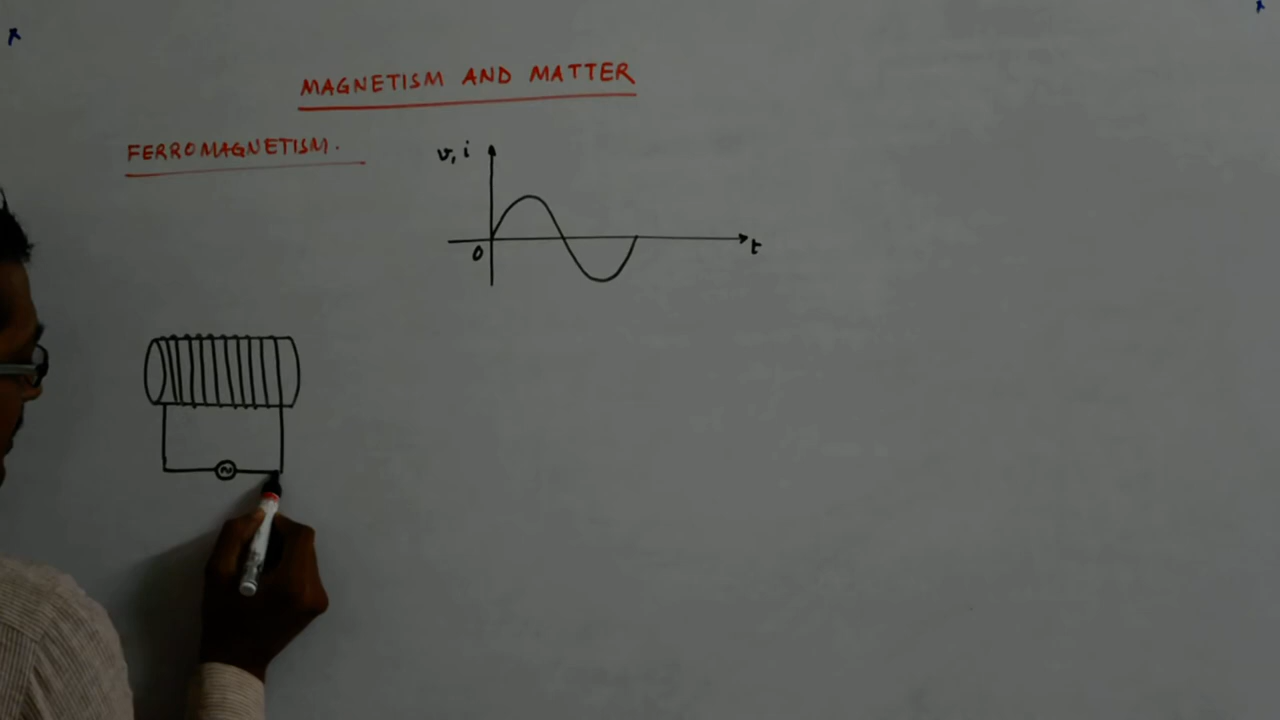 MAGNETISM AND MATTER
FERROMAGNETISM.
v, i
0
t